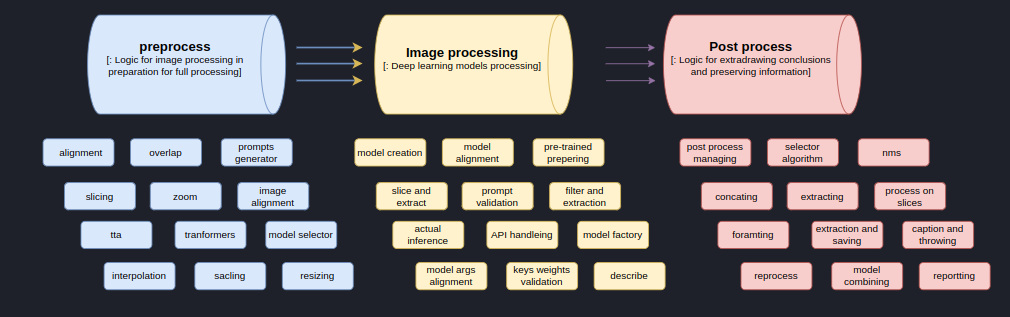 preprocess
[: Logic for image processing in
preparation for full processing]
Image processing
[: Deep learning models processing]
Post process
[: Logic for extradrawing conclusions
and preserving information]
alignment
overlap
prompts
generator
model creation
model
alignment
pre-trained
prepering
post process
managing
selector
algorithm
nms
slicing
zoom
image
alignment
slice and
extract
prompt
validation
filter and
extraction
concating
extracting
process on
slices
tta
tranformers
model selector
actual
inference
API handleing
model factory
foramting
extraction and
saving
caption and
throwing
interpolation
sacling
resizing
model args
alignment
keys weights
validation
describe
reprocess
model
combining
reportting